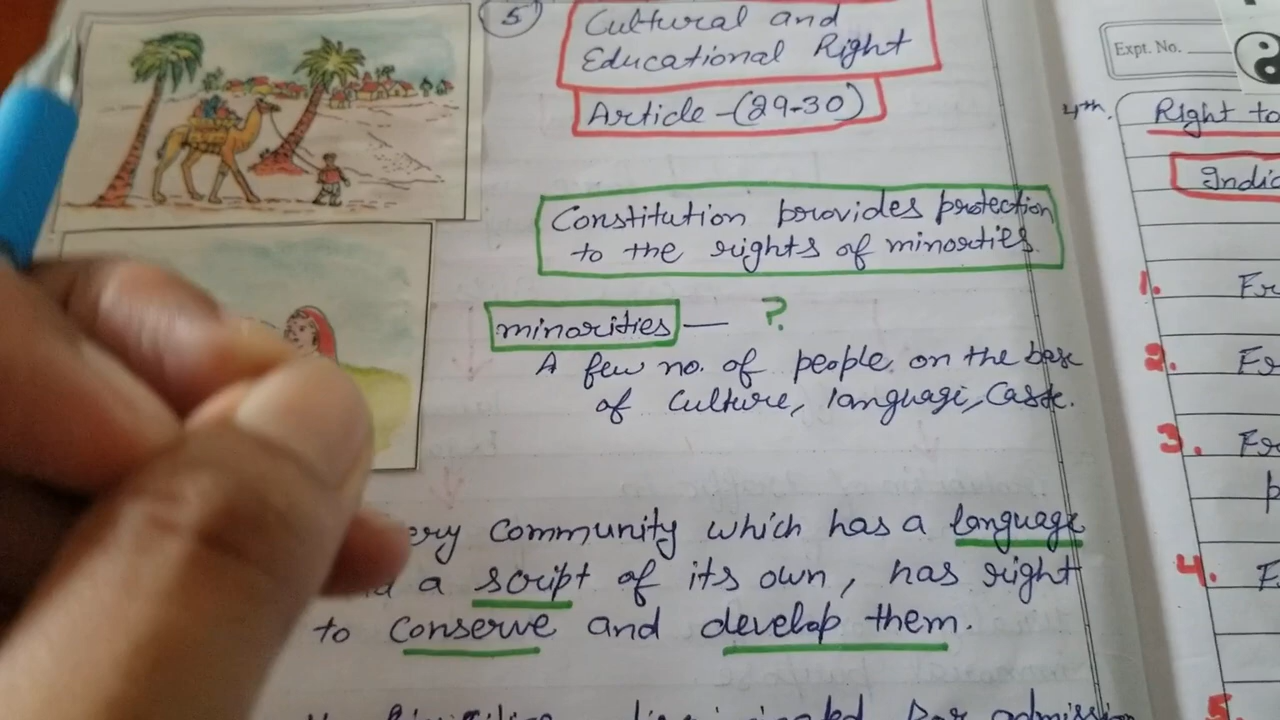 5
Cultural and
Educational Right
Article - (29-30)
Constitution provides protection
to the rights of minorties.
minorities — ?
A few no. of people on the base
of Culture, language, Caste.
community which has a language
a script of its own, has right
to conserve and develop them.
admission
Expt. No.
4th. Right to
1.
2.
3.
4.
5